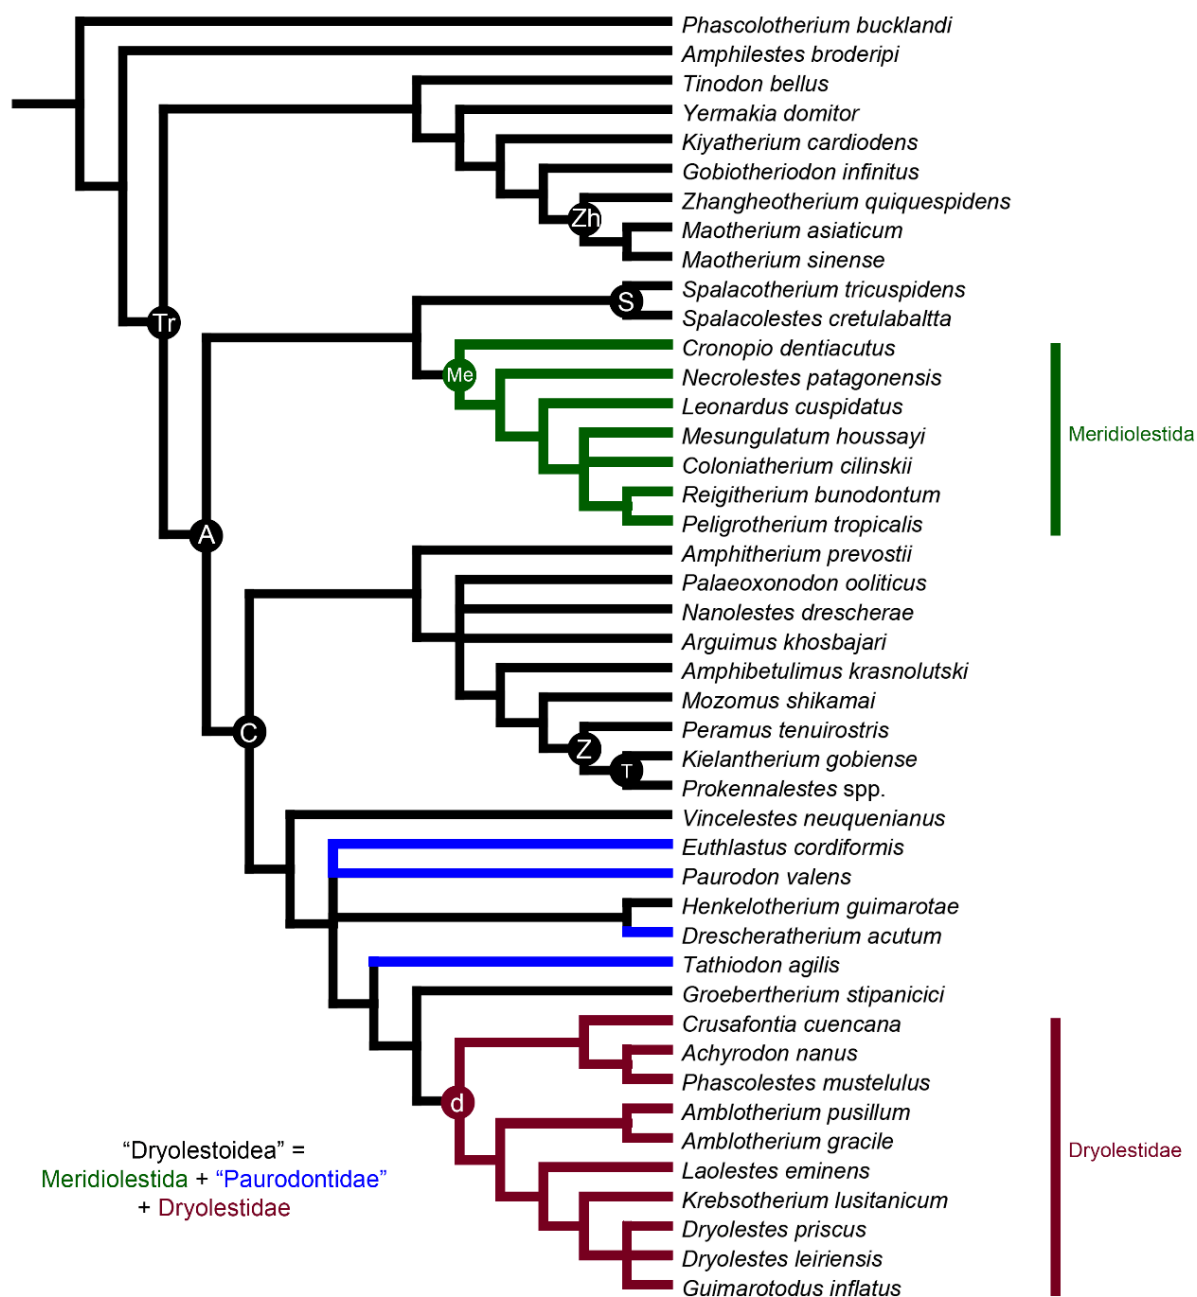 Phascolotherium bucklandi
Amphilestes broderipi
Tinodon bellus
Yermakia domitor
Kiyatherium cardiodens
Gobiotheriodon infinitus
Zhangheotherium quiquespidens
Zh
Maotherium asiaticum
Maotherium sinense
Spalacotherium tricuspidens
S
Spalacolestes cretulabaltta
Tr
Cronopio dentiacutus
Me
Necrolestes patagonensis
Leonardus cuspidatus
Mesungulatum houssayi
Meridiolestida
Coloniatherium cilinskii
Reigitherium bunodontum
Peligrotherium tropicalis
A
Amphitherium prevostii
Palaeoxonodon ooliticus
Nanolestes drescherae
Arguimus khosbajari
Amphibetulimus krasnolutski
Mozomus shikamai
Peramus tenuirostris
C
Z
Kielantherium gobiense
T
Prokennalestes spp.
Vincelestes neuquenianus
Euthlastus cordiformis
Paurodon valens
Henkelotherium guimarotae
Drescheratherium acutum
Tathiodon agilis
Groebertherium stipanicici
Crusafontia cuencana
Achyrodon nanus
Phascolestes mustelulus
d
Amblotherium pusillum
Amblotherium gracile
Dryolestidae
Laolestes eminens
Krebsotherium lusitanicum
Dryolestes priscus
Dryolestes leiriensis
Guimarotodus inflatus
“Dryolestoidea” =
Meridiolestida + “Paurodontidae”
+ Dryolestidae